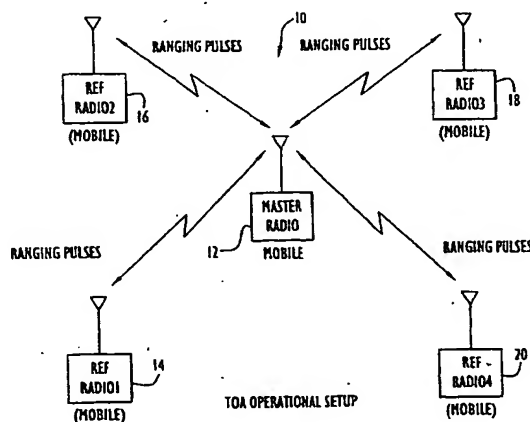 RANGING PULSES
10
RANGING PULSES
REF
RADIO2
16
(MOBILE)
REF
RADIO3
18
(MOBILE)
MASTER
RADIO
12
MOBILE
RANGING PULSES
RANGING PULSES
REF
RADIO1
14
(MOBILE)
TOA OPERATIONAL SETUP
REF
RADIO4
20
(MOBILE)